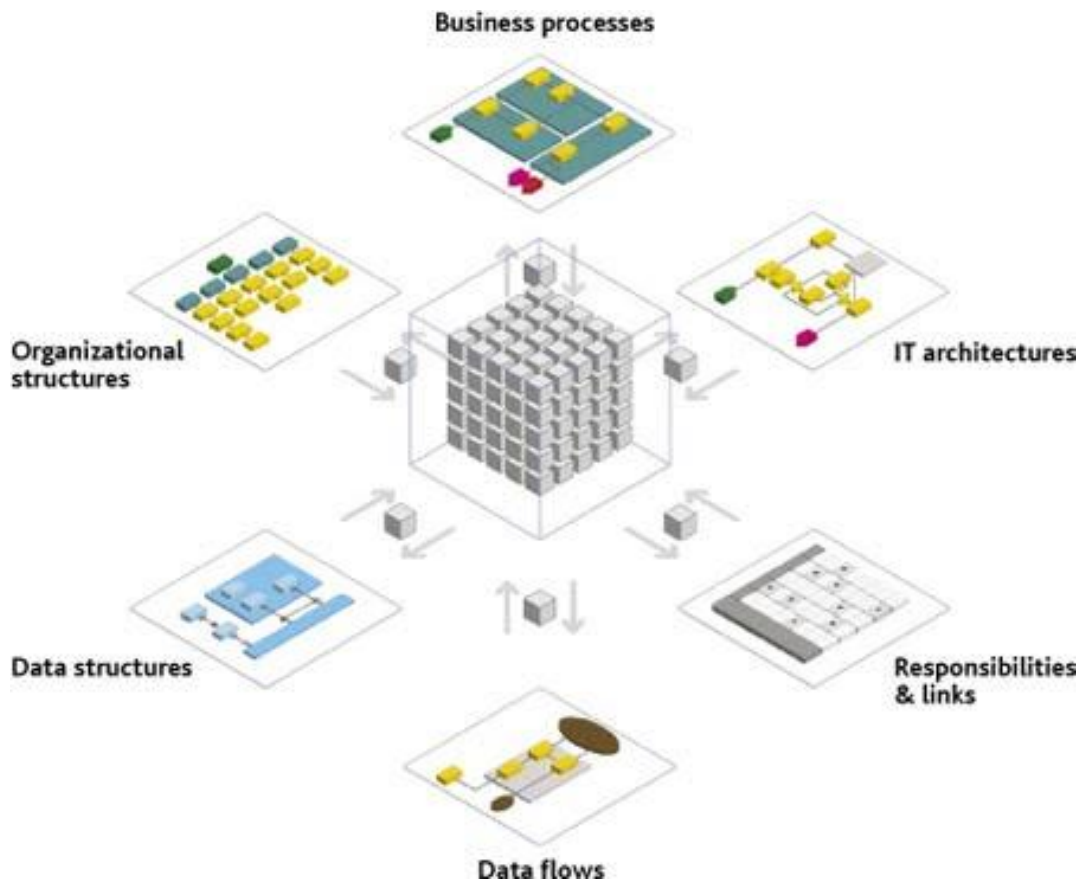 Business processes
Organizational
structures
IT architectures
Data structures
Responsibilities
& links
Data flows